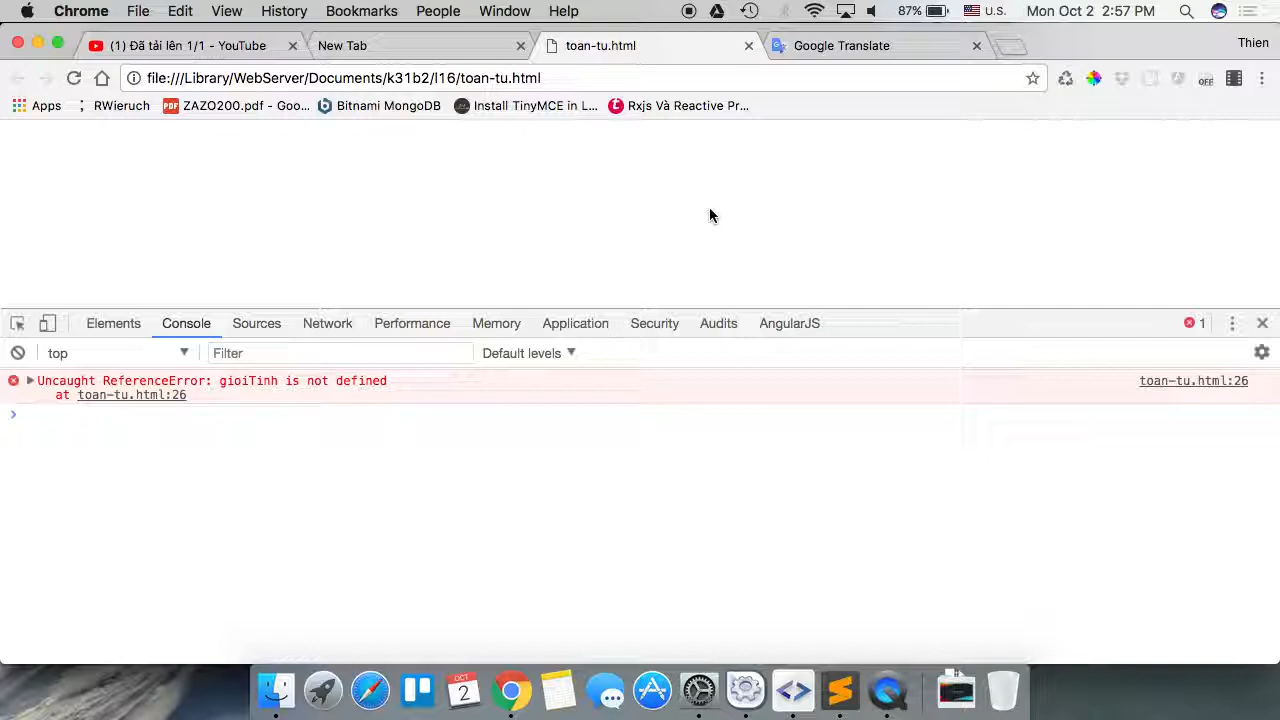 Chrome File Edit View History Bookmarks People Window Help 87% U.S. Mon Oct 2 2:57 PM
(1) Đã tải lên 1/1 - YouTube New Tab toan-tu.html Google Translate Thien
file:///Library/WebServer/Documents/k31b2/l16/toan-tu.html
Apps RWieruch PDF ZAZO200.pdf - Goo... Bitnami MongoDB Install TinyMCE in L... Rxjs Và Reactive Pr...
Elements Console Sources Network Performance Memory Application Security Audits AngularJS 1
top Filter Default levels
Uncaught ReferenceError: gioiTinh is not defined toan-tu.html:26
at toan-tu.html:26
OCT
2